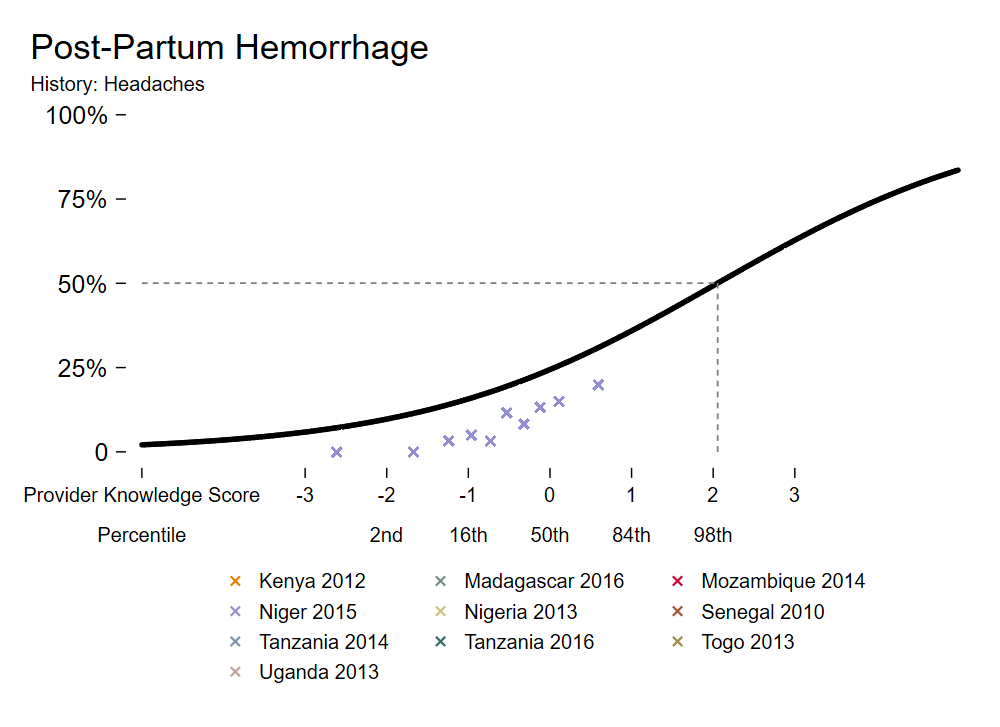 Post-Partum Hemorrhage
History: Headaches
100%
75%
50%
25%
0
Provider Knowledge Score -3 -2 -1 0 1 2 3
Percentile 2nd 16th 50th 84th 98th
Kenya 2012 Madagascar 2016 Mozambique 2014
Niger 2015 Nigeria 2013 Senegal 2010
Tanzania 2014 Tanzania 2016 Togo 2013
Uganda 2013